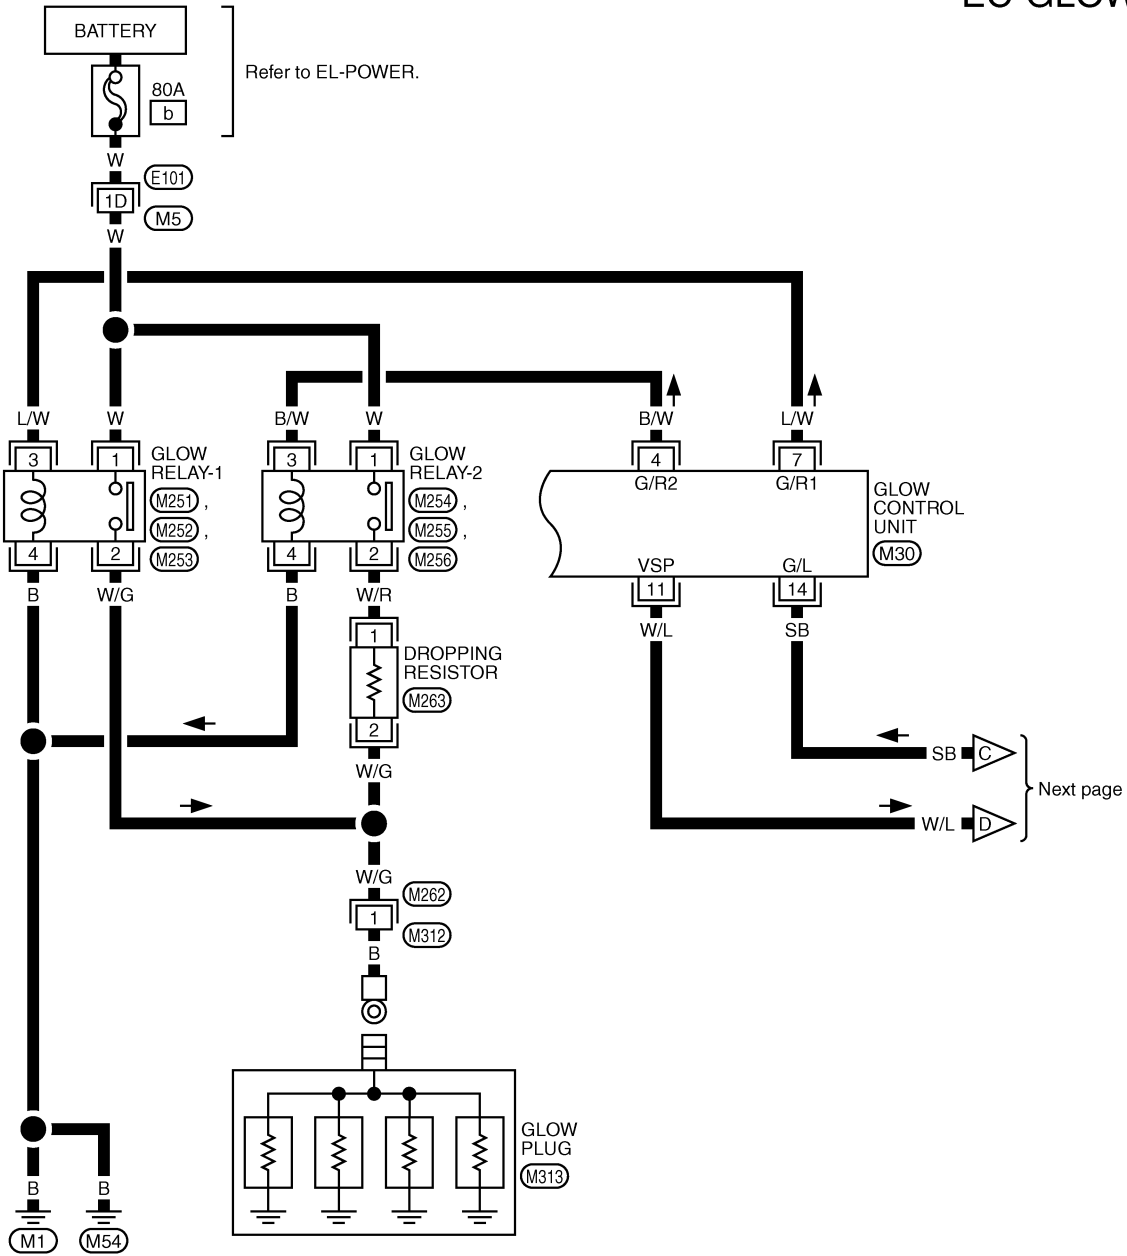 EC-GLOW
BATTERY
Refer to EL-POWER.
80A
b
W
E101
1D
M5
W
L/W
W
B/W
W
B/W
L/W
3
1
GLOW
RELAY-1
M251 ,
M252 ,
M253
3
1
GLOW
RELAY-2
M254 ,
M255 ,
M256
4
7
G/R2
G/R1
GLOW
CONTROL
UNIT
M30
VSP
G/L
4
2
4
2
11
14
B
W/G
B
W/R
W/L
SB
1
DROPPING
RESISTOR
M263
2
W/G
SB
C
Next page
W/L
D
W/G
M262
1
M312
B
GLOW
PLUG
M313
B
B
M1
M54